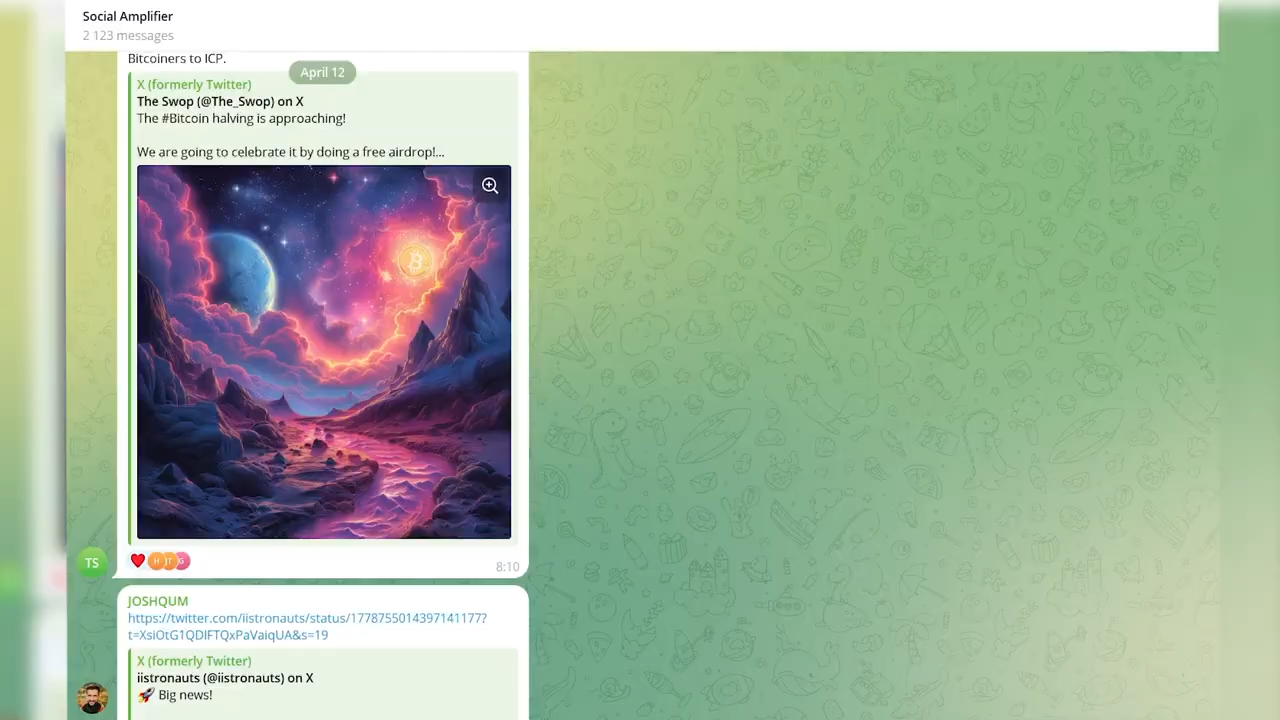 Social Amplifier
2 123 messages
Bitcoiners to ICP.
April 12
X (formerly Twitter)
The Swop (@The_Swop) on X
The #Bitcoin halving is approaching!
We are going to celebrate it by doing a free airdrop!...
TS
H JT G
8:10
JOSHQUM
https://twitter.com/iistronauts/status/1778755014397141177?
t=XsiOtG1QDlFTQxPaVaiqUA&s=19
X (formerly Twitter)
iistronauts (@iistronauts) on X
🚀 Big news!